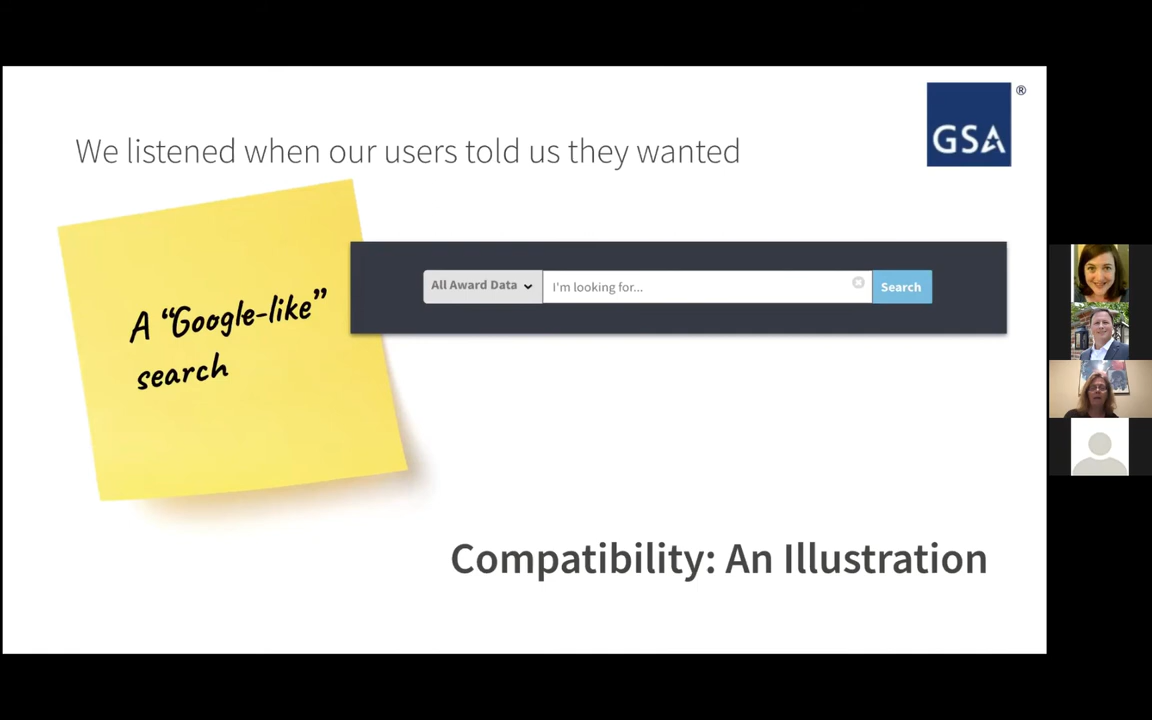 We listened when our users told us they wanted
GSA ®
A “Google-like”
search
All Award Data I'm looking for... Search
Compatibility: An Illustration